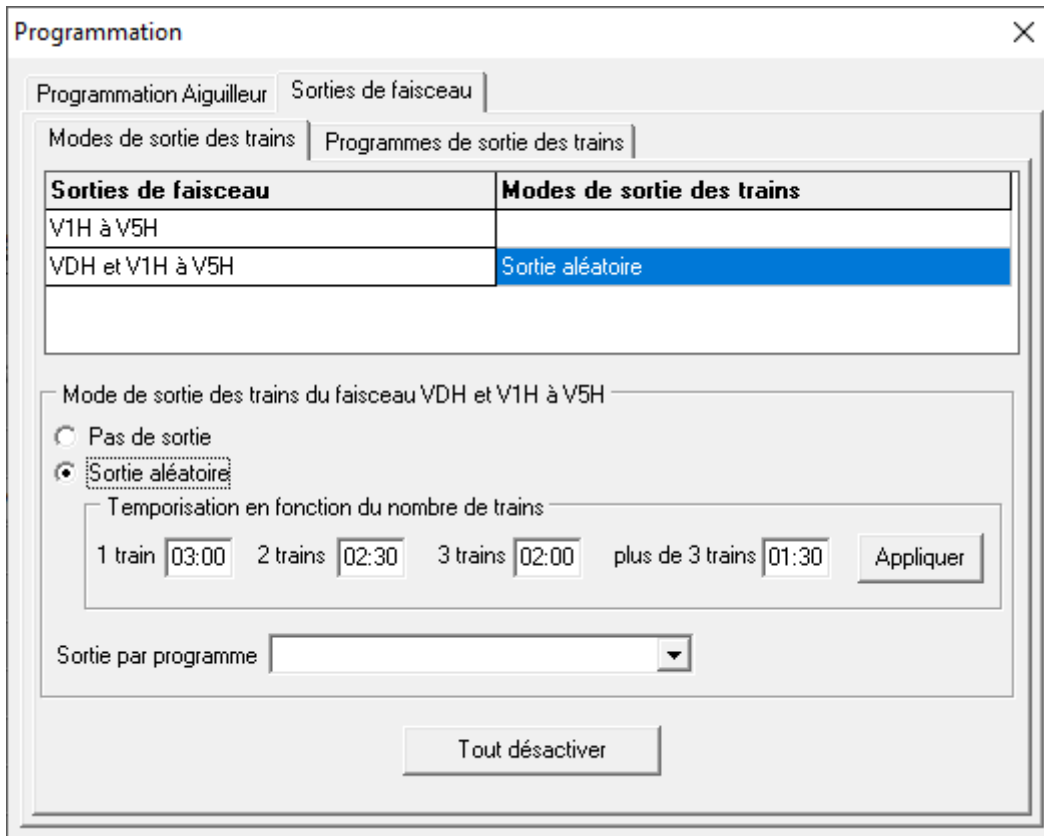 Programmation
Programmation Aiguilleur Sorties de faisceau
Modes de sortie des trains Programmes de sortie des trains
Sorties de faisceau Modes de sortie des trains
V1H à V5H
VDH et V1H à V5H Sortie aléatoire
Mode de sortie des trains du faisceau VDH et V1H à V5H
Pas de sortie
Sortie aléatoire
Temporisation en fonction du nombre de trains
1 train 03:00 2 trains 02:30 3 trains 02:00 plus de 3 trains 01:30 Appliquer
Sortie par programme
Tout désactiver